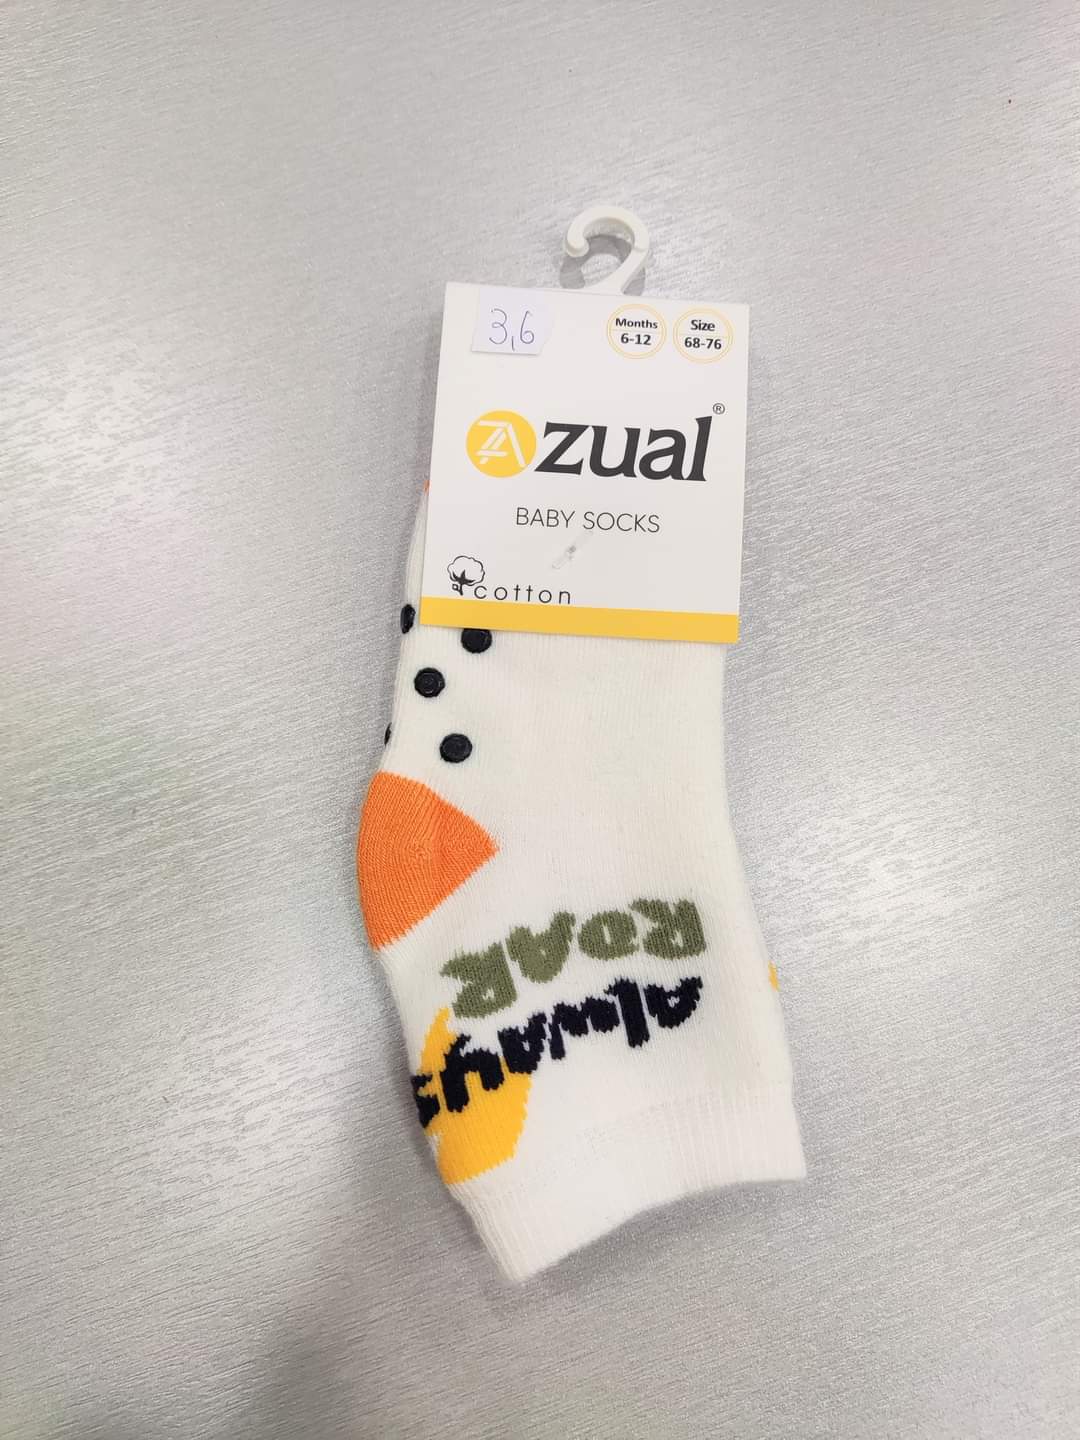 3,6
Months
6-12
Size
68-76
zual®
BABY SOCKS
cotton
always
ROAR